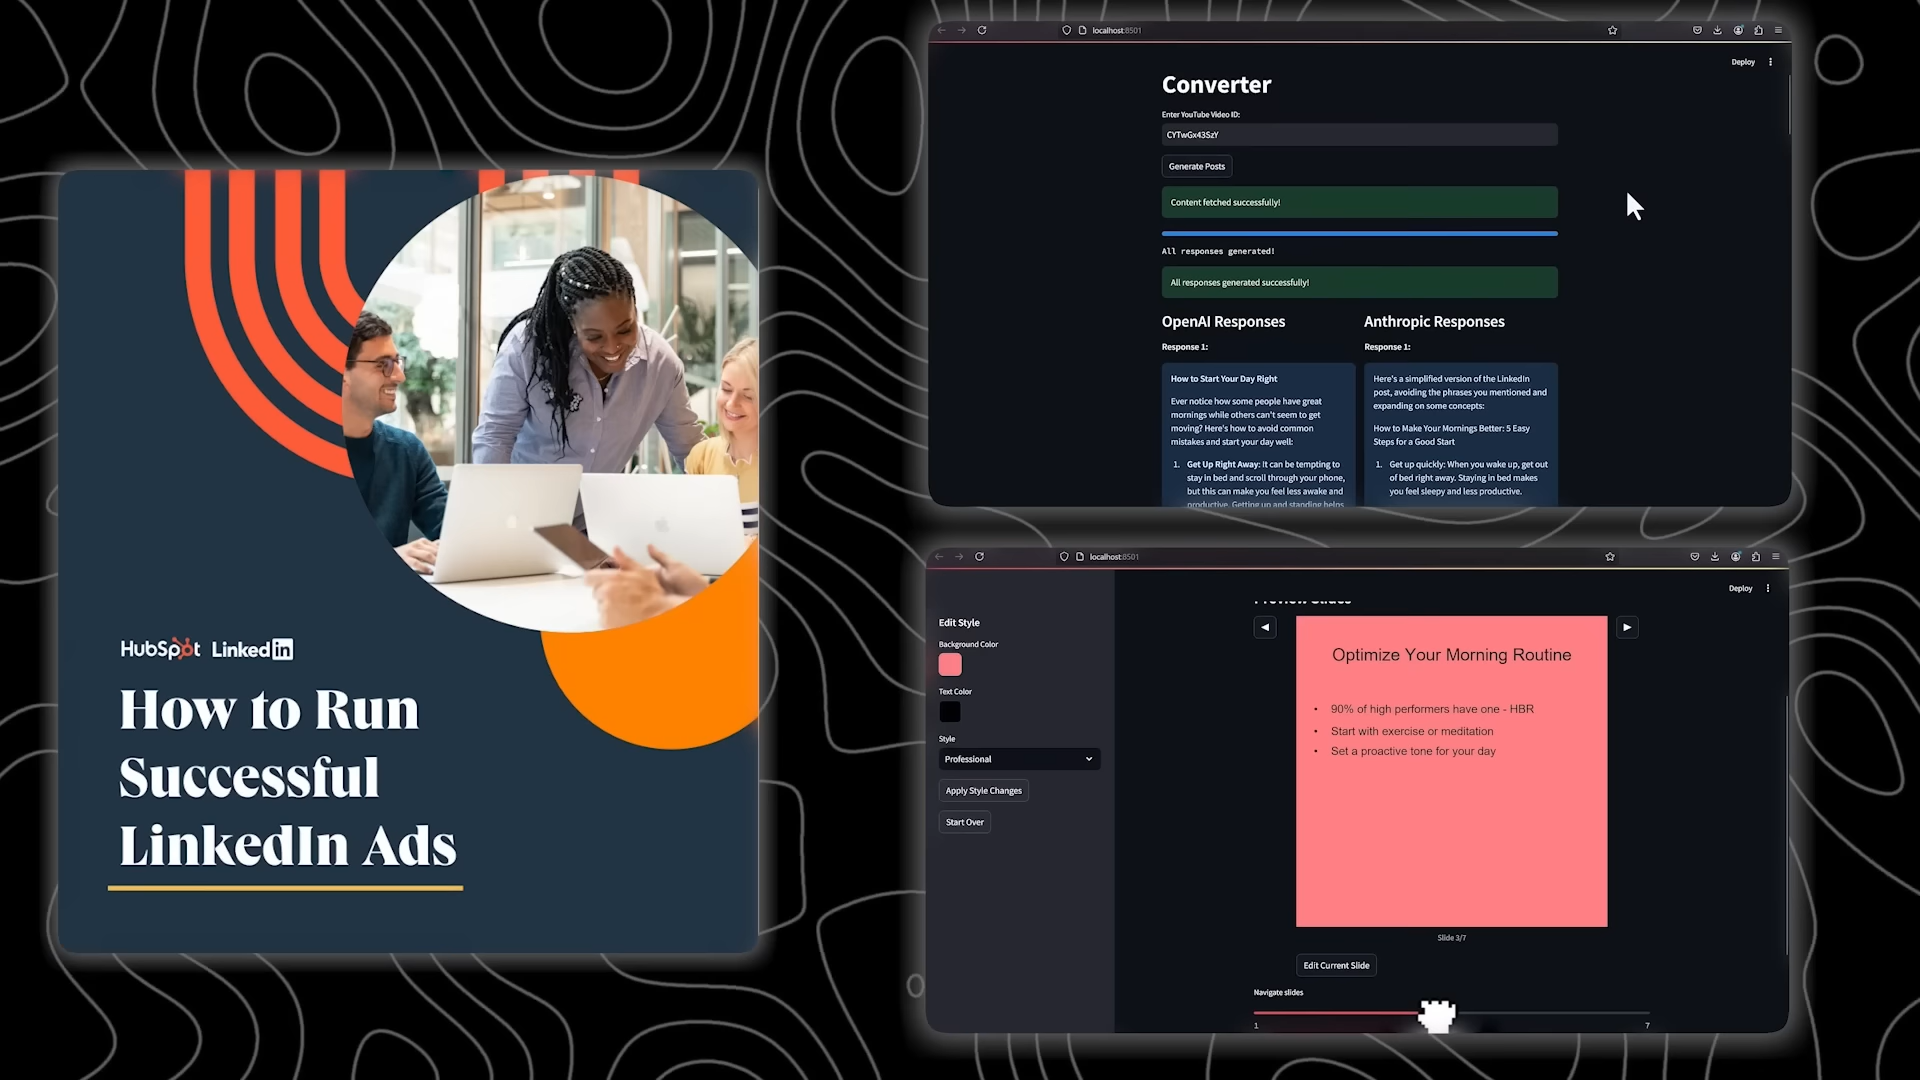 HubSpot LinkedIn
How to Run
Successful
LinkedIn Ads
localhost:8501
Deploy
Converter
Enter YouTube Video ID:
CYTwGx43SzY
Generate Posts
Content fetched successfully!
All responses generated!
All responses generated successfully!
OpenAI Responses
Response 1:
How to Start Your Day Right
Ever notice how some people have great
mornings while others can't seem to get
moving? Here's how to avoid common
mistakes and start your day well:
1. Get Up Right Away: It can be tempting to
stay in bed and scroll through your phone,
but this can make you feel less awake and
productive. Getting up and standing helps
Anthropic Responses
Response 1:
Here's a simplified version of the LinkedIn
post, avoiding the phrases you mentioned and
expanding on some concepts:
How to Make Your Mornings Better: 5 Easy
Steps for a Good Start
1. Get up quickly: When you wake up, get out
of bed right away. Staying in bed makes
you feel sleepy and less productive.
localhost:8501
Deploy
Edit Style
Background Color
Text Color
Style
Professional
Apply Style Changes
Start Over
Preview Slides
Optimize Your Morning Routine
• 90% of high performers have one - HBR
• Start with exercise or meditation
• Set a proactive tone for your day
Slide 3/7
Edit Current Slide
Navigate slides
1
7